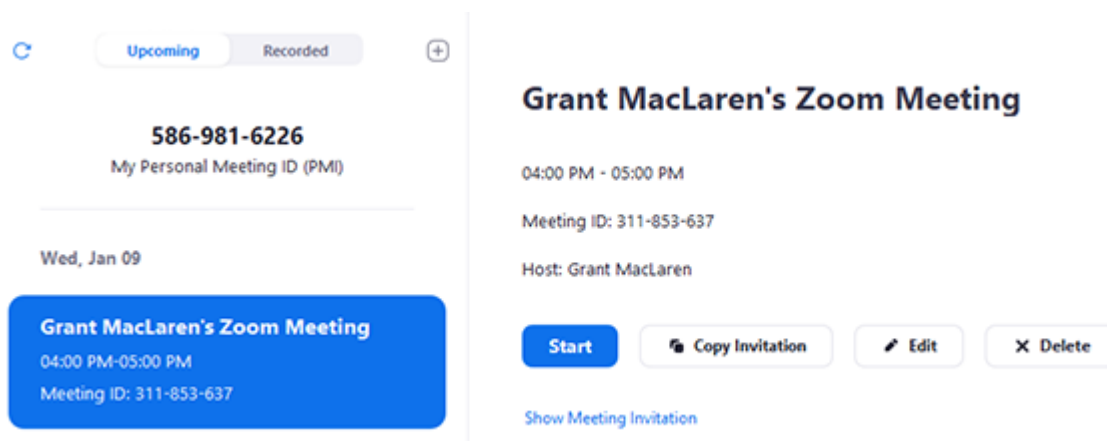 Upcoming
Recorded
586-981-6226
My Personal Meeting ID (PMI)
Wed, Jan 09
Grant MacLaren's Zoom Meeting
04:00 PM-05:00 PM
Meeting ID: 311-853-637
Grant MacLaren's Zoom Meeting
04:00 PM - 05:00 PM
Meeting ID: 311-853-637
Host: Grant MacLaren
Start
Copy Invitation
Edit
Delete
Show Meeting Invitation